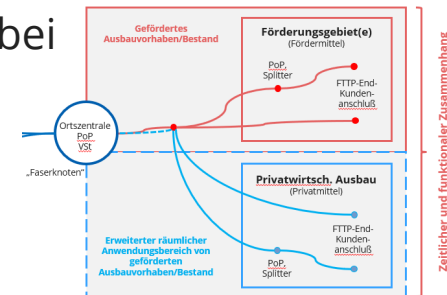 bei
Gefördertes
Ausbauvorhaben/Bestand
Förderungsgebiet(e)
(Fördermittel)
PoP,
Splitter
FTTP-End-
Kunden-
anschluß
Ortszentrale
PoP
VSt
„Faserknoten“
Privatwirtsch. Ausbau
(Privatmittel)
FTTP-End-
Kunden-
anschluß
PoP,
Splitter
Erweiterter räumlicher
Anwendungsbereich von
geförderten
Ausbauvorhaben/Bestand
Zeitlicher und funktionaler Zusammenhang